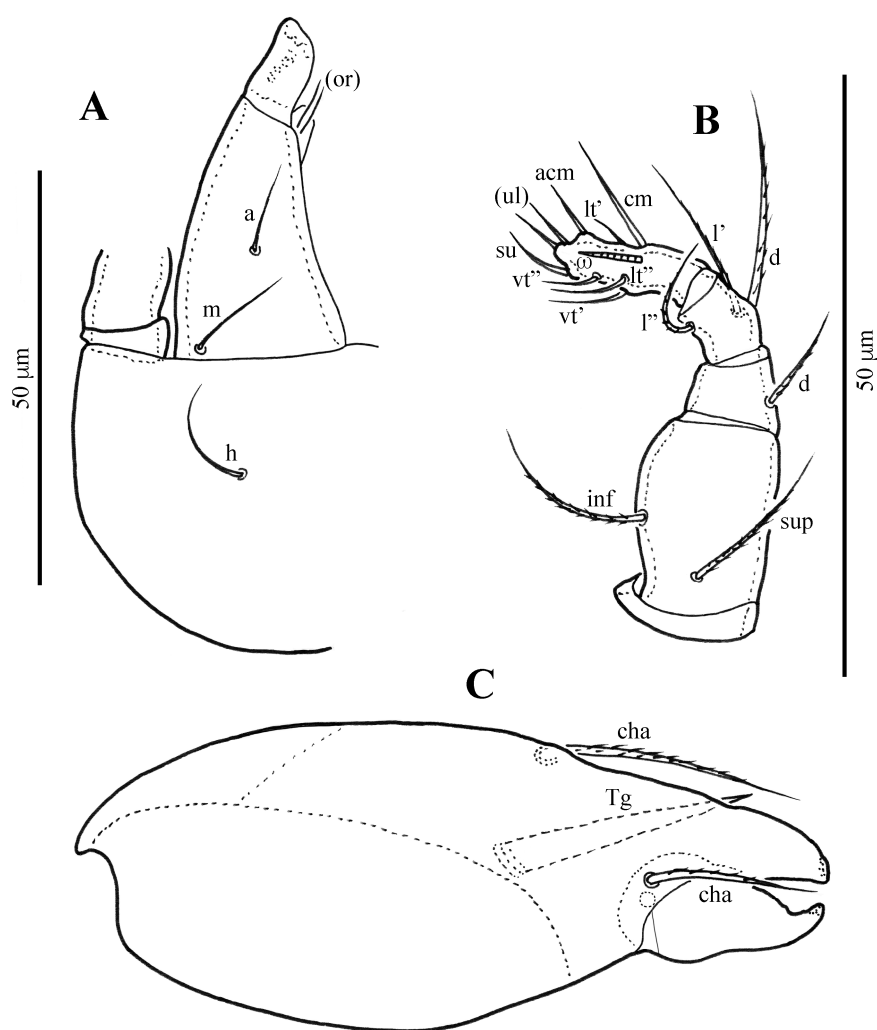 A
(or)
a
m
h
50 µm
B
acm
(ul)
lt'
cm
su
ω
l'
d
vt''
lt''
vt'
l''
d
inf
sup
50 µm
C
cha
Tg
cha